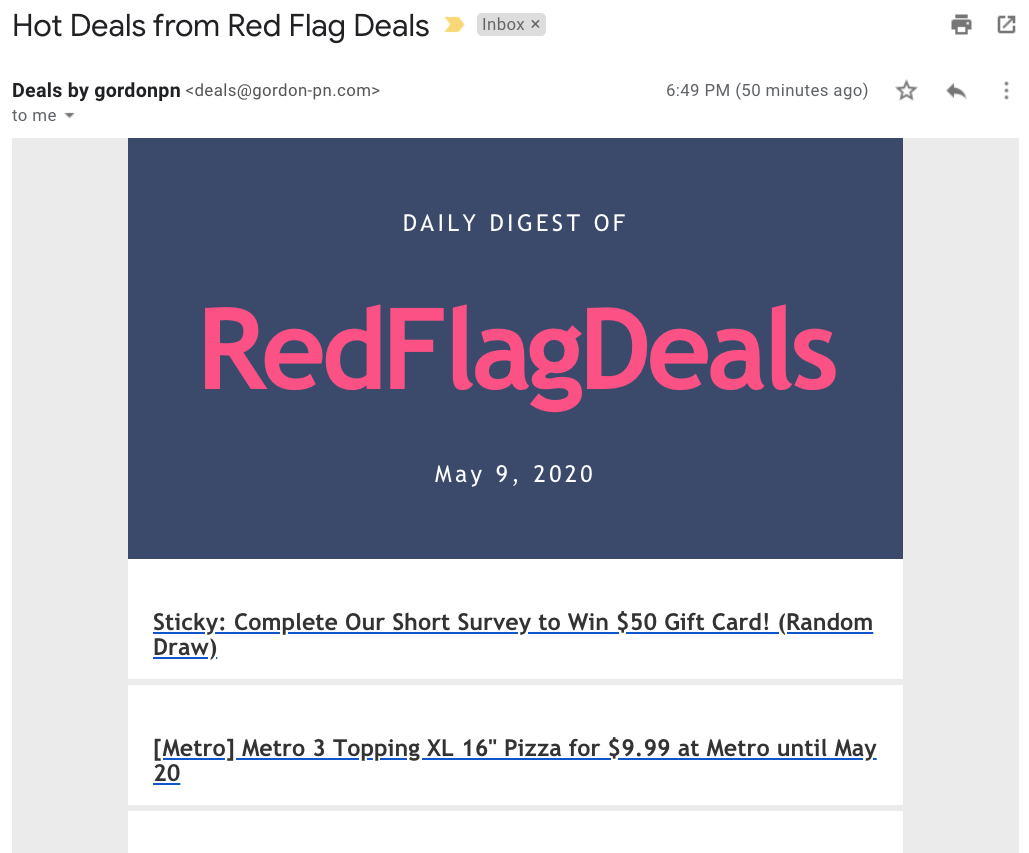 Hot Deals from Red Flag Deals Inbox ×
Deals by gordonpn <deals@gordon-pn.com> 6:49 PM (50 minutes ago)
to me
DAILY DIGEST OF
RedFlagDeals
May 9, 2020
Sticky: Complete Our Short Survey to Win $50 Gift Card! (Random
Draw)
[Metro] Metro 3 Topping XL 16" Pizza for $9.99 at Metro until May
20